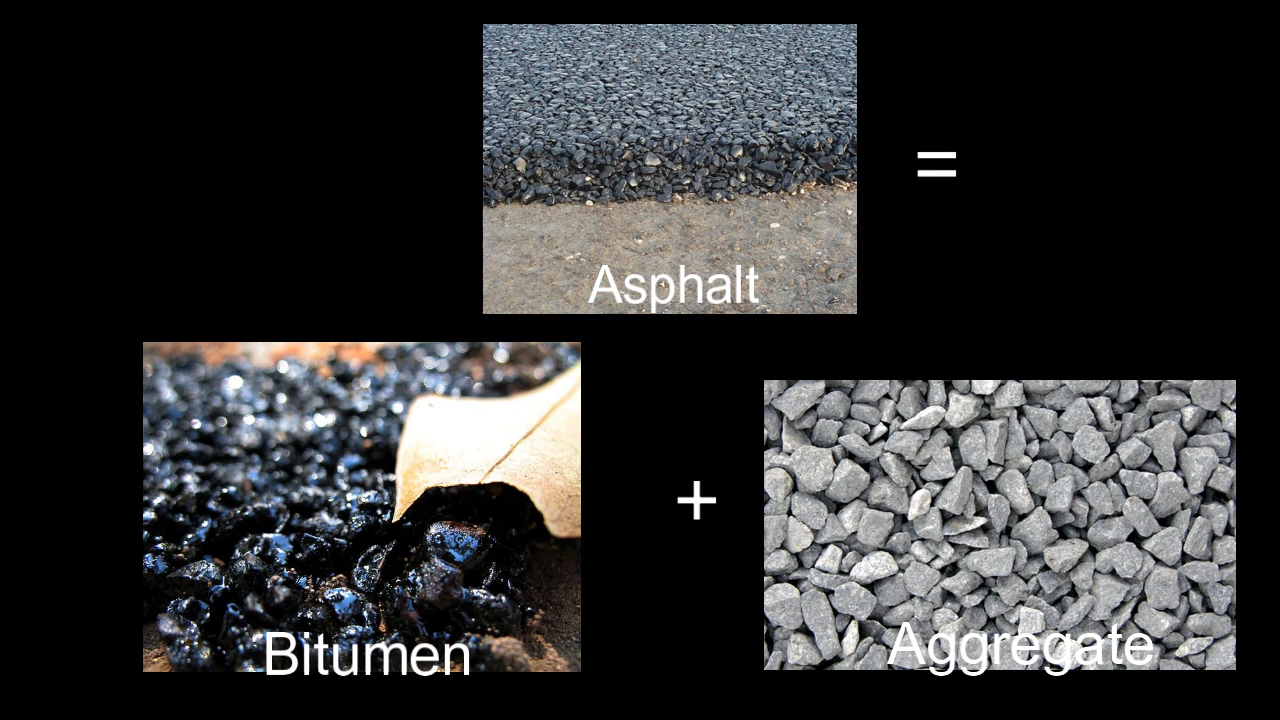 Asphalt
=
Bitumen
+
Aggregate